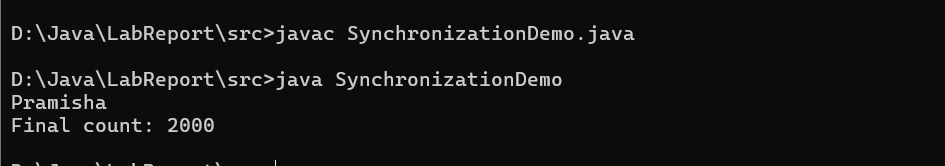 D:\Java\LabReport\src>javac SynchronizationDemo.java
D:\Java\LabReport\src>java SynchronizationDemo
Pramisha
Final count: 2000